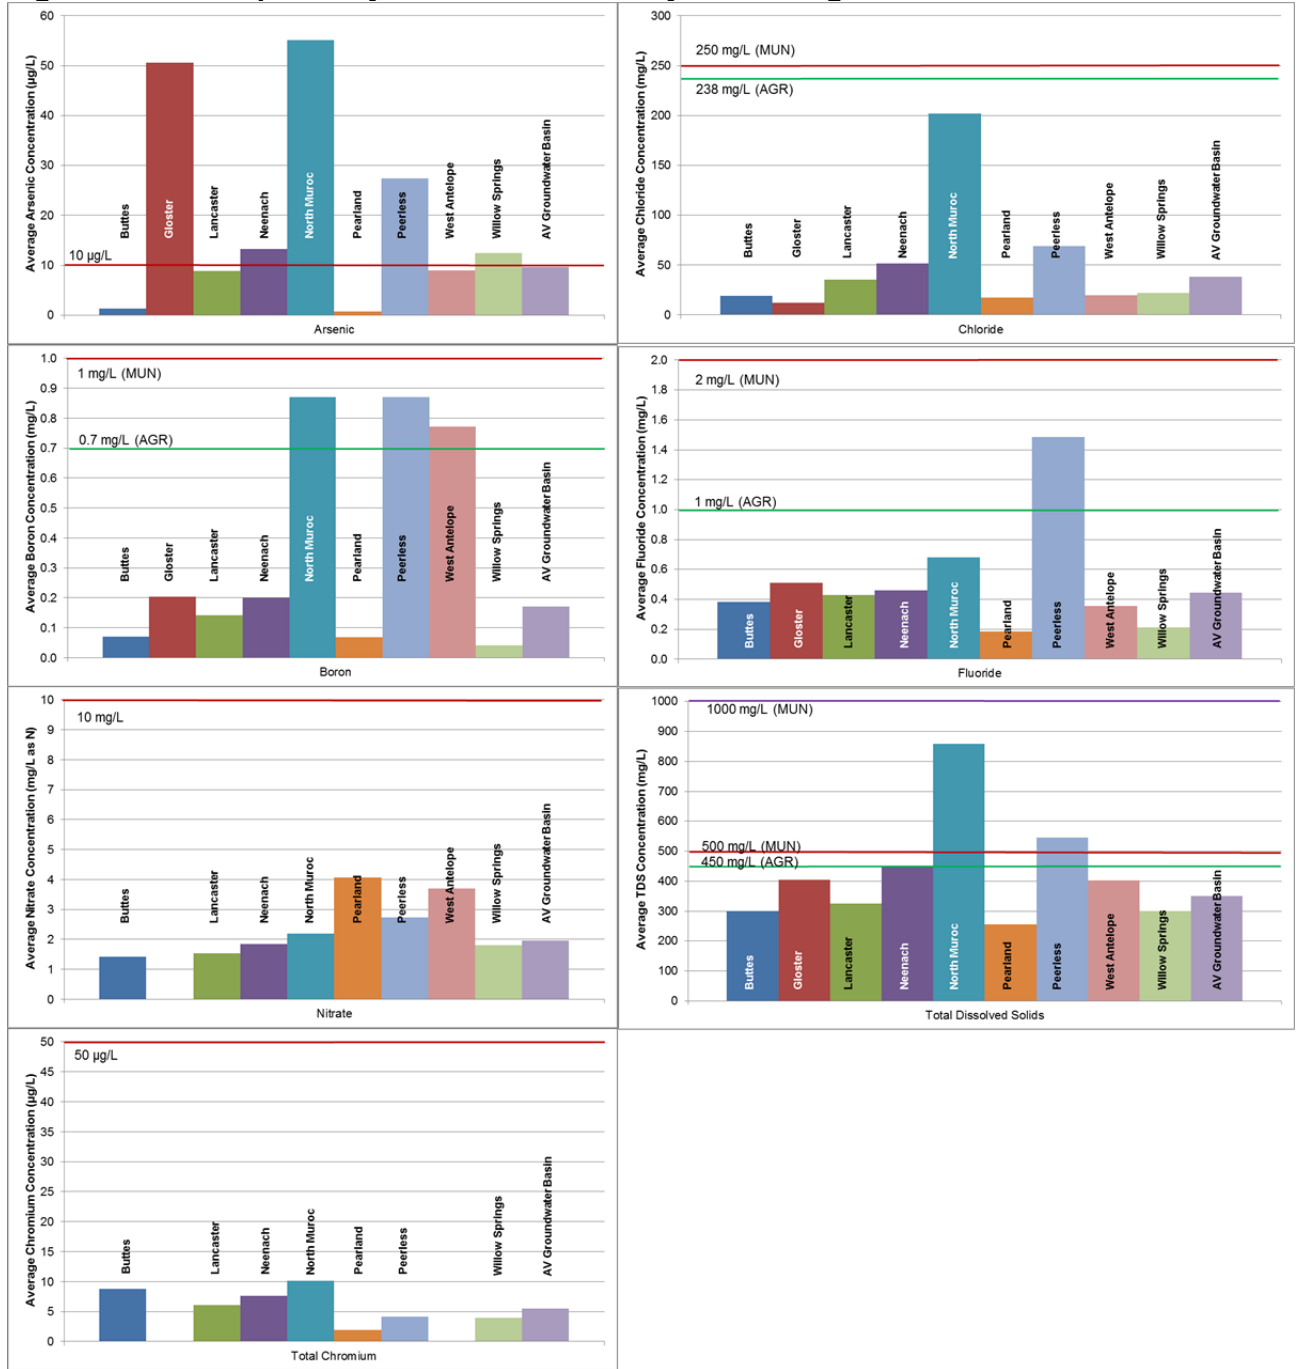 Average Arsenic Concentration (µg/L)
60
50
40
30
20
10
0
10 µg/L
Buttes
Gloster
Lancaster
Neenach
North Muroc
Pearland
Peerless
West Antelope
Willow Springs
AV Groundwater Basin
Arsenic
Average Chloride Concentration (mg/L)
300
250
200
150
100
50
0
250 mg/L (MUN)
238 mg/L (AGR)
Buttes
Gloster
Lancaster
Neenach
North Muroc
Pearland
Peerless
West Antelope
Willow Springs
AV Groundwater Basin
Chloride
Average Boron Concentration (mg/L)
1.0
0.9
0.8
0.7
0.6
0.5
0.4
0.3
0.2
0.1
0.0
1 mg/L (MUN)
0.7 mg/L (AGR)
Buttes
Gloster
Lancaster
Neenach
North Muroc
Pearland
Peerless
West Antelope
Willow Springs
AV Groundwater Basin
Boron
Average Fluoride Concentration (mg/L)
2.0
1.8
1.6
1.4
1.2
1.0
0.8
0.6
0.4
0.2
0.0
2 mg/L (MUN)
1 mg/L (AGR)
Buttes
Gloster
Lancaster
Neenach
North Muroc
Pearland
Peerless
West Antelope
Willow Springs
AV Groundwater Basin
Fluoride
Average Nitrate Concentration (mg/L as N)
10
9
8
7
6
5
4
3
2
1
0
10 mg/L
Buttes
Lancaster
Neenach
North Muroc
Pearland
Peerless
West Antelope
Willow Springs
AV Groundwater Basin
Nitrate
Average TDS Concentration (mg/L)
1000
900
800
700
600
500
400
300
200
100
0
1000 mg/L (MUN)
500 mg/L (MUN)
450 mg/L (AGR)
Buttes
Gloster
Lancaster
Neenach
North Muroc
Pearland
Peerless
West Antelope
Willow Springs
AV Groundwater Basin
Total Dissolved Solids
Average Chromium Concentration (µg/L)
50
45
40
35
30
25
20
15
10
5
0
50 µg/L
Buttes
Lancaster
Neenach
North Muroc
Pearland
Peerless
Willow Springs
AV Groundwater Basin
Total Chromium